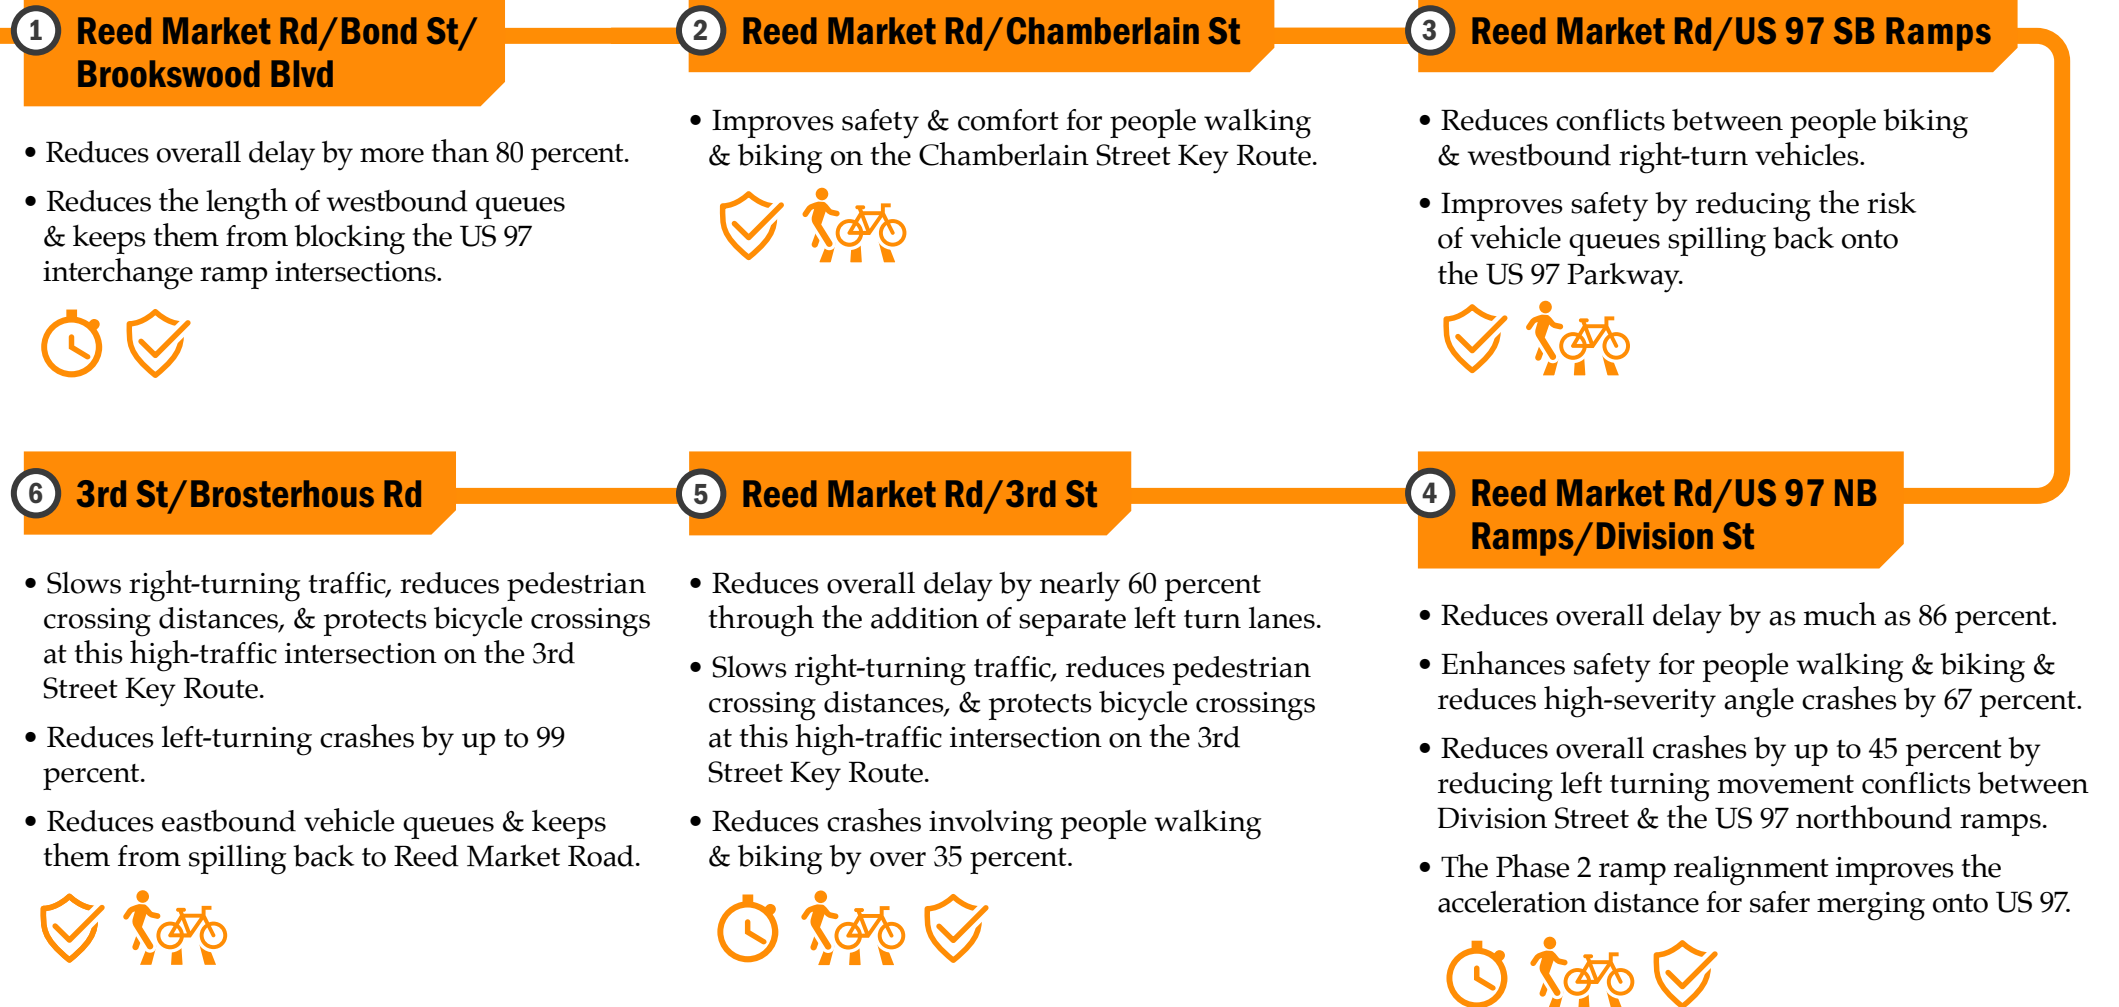 1
Reed Market Rd/Bond St/
Brookswood Blvd
• Reduces overall delay by more than 80 percent.
• Reduces the length of westbound queues
& keeps them from blocking the US 97
interchange ramp intersections.
2
Reed Market Rd/Chamberlain St
• Improves safety & comfort for people walking
& biking on the Chamberlain Street Key Route.
3
Reed Market Rd/US 97 SB Ramps
• Reduces conflicts between people biking
& westbound right-turn vehicles.
• Improves safety by reducing the risk
of vehicle queues spilling back onto
the US 97 Parkway.
4
Reed Market Rd/US 97 NB
Ramps/Division St
• Reduces overall delay by as much as 86 percent.
• Enhances safety for people walking & biking &
reduces high-severity angle crashes by 67 percent.
• Reduces overall crashes by up to 45 percent by
reducing left turning movement conflicts between
Division Street & the US 97 northbound ramps.
• The Phase 2 ramp realignment improves the
acceleration distance for safer merging onto US 97.
5
Reed Market Rd/3rd St
• Reduces overall delay by nearly 60 percent
through the addition of separate left turn lanes.
• Slows right-turning traffic, reduces pedestrian
crossing distances, & protects bicycle crossings
at this high-traffic intersection on the 3rd
Street Key Route.
• Reduces crashes involving people walking
& biking by over 35 percent.
6
3rd St/Brosterhous Rd
• Slows right-turning traffic, reduces pedestrian
crossing distances, & protects bicycle crossings
at this high-traffic intersection on the 3rd
Street Key Route.
• Reduces left-turning crashes by up to 99
percent.
• Reduces eastbound vehicle queues & keeps
them from spilling back to Reed Market Road.